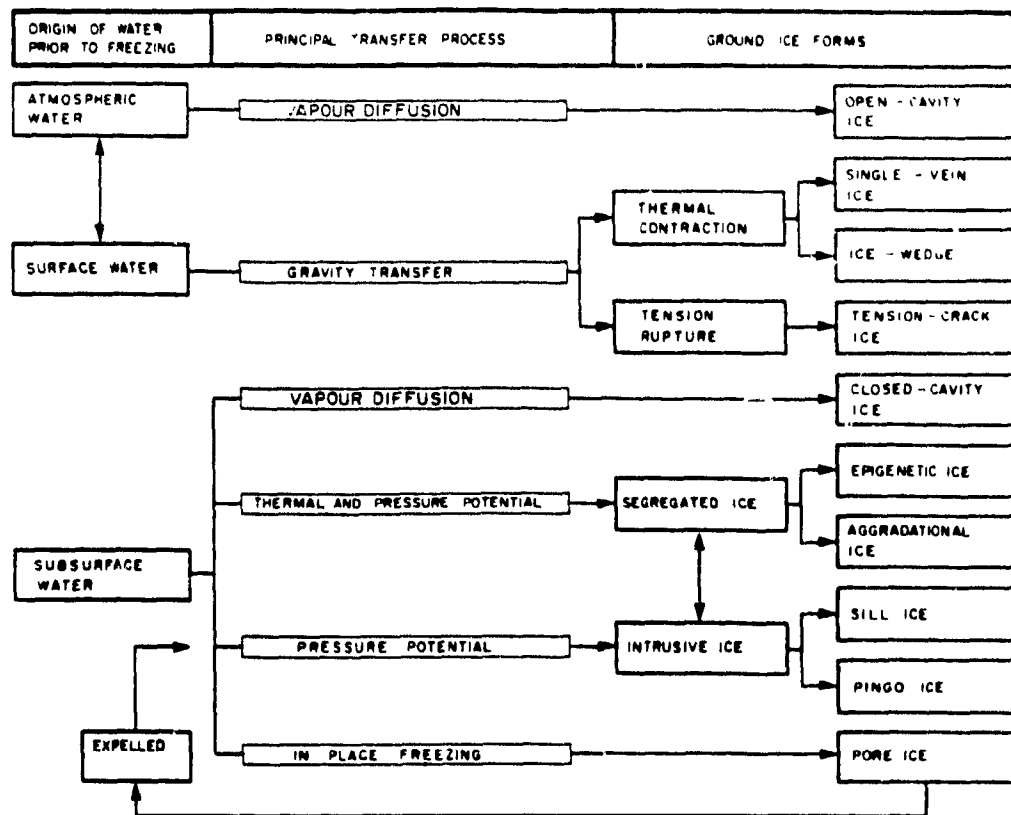 ORIGIN OF WATER
PRIOR TO FREEZING
PRINCIPAL TRANSFER PROCESS
GROUND ICE FORMS
ATMOSPHERIC
WATER
VAPOUR DIFFUSION
OPEN - CAVITY
ICE
SINGLE - VEIN
ICE
THERMAL
CONTRACTION
SURFACE WATER
GRAVITY TRANSFER
ICE - WEDGE
TENSION
RUPTURE
TENSION - CRACK
ICE
VAPOUR DIFFUSION
CLOSED - CAVITY
ICE
EPIGENETIC ICE
THERMAL AND PRESSURE POTENTIAL
SEGREGATED ICE
AGGRADATIONAL
ICE
SUBSURFACE
WATER
SILL ICE
PRESSURE POTENTIAL
INTRUSIVE ICE
PINGO ICE
EXPELLED
IN PLACE FREEZING
PORE ICE